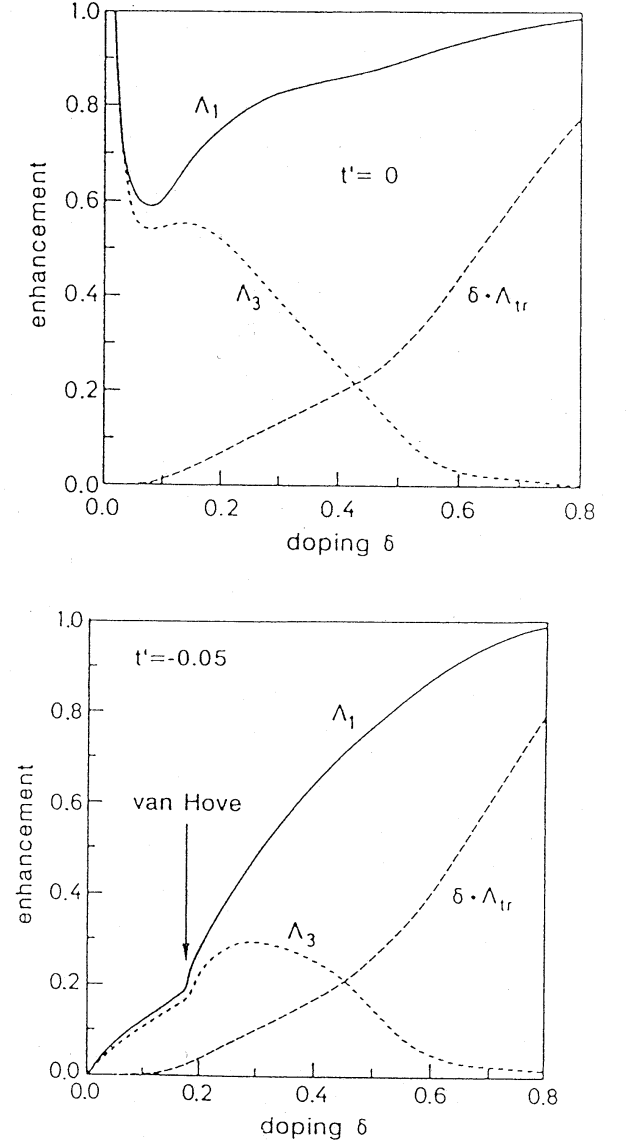 1.0
Λ1
0.8
t'= 0
0.6
enhancement
0.4
Λ3
δ·Λtr
0.2
0.0
0.0 0.2 0.4 0.6 0.8
doping δ
1.0
t'=-0.05
0.8
Λ1
0.6
van Hove
enhancement
0.4
δ·Λtr
Λ3
0.2
0.0
0.0 0.2 0.4 0.6 0.8
doping δ